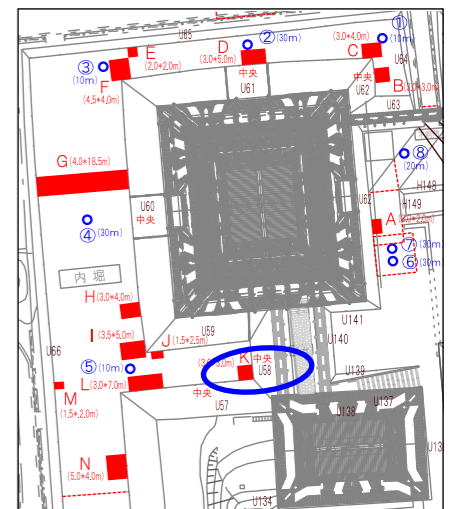 U65
①
(10m)
E
(2.0*2.0m)
D
(3.0*5.0m)
②(30m)
C
(3.0*4.0m)
U64
③
(10m)
F
(4.5*4.0m)
中央
U61
中央
U62
B
U63
G(4.0*18.5m)
⑧
(20m)
H148
H149
U60
中央
U62
A
④(30m)
⑦(30m)
⑥(30m)
内堀
H
(3.0*4.0m)
U141
U140
I
(3.5*5.0m)
U59
J(1.5*2.5m)
K
中央
U58
U139
U66
⑤(10m)
L(3.0*7.0m)
M
(1.5*2.0m)
中央
U57
U137
U138
N
(5.0*4.0m)
U134